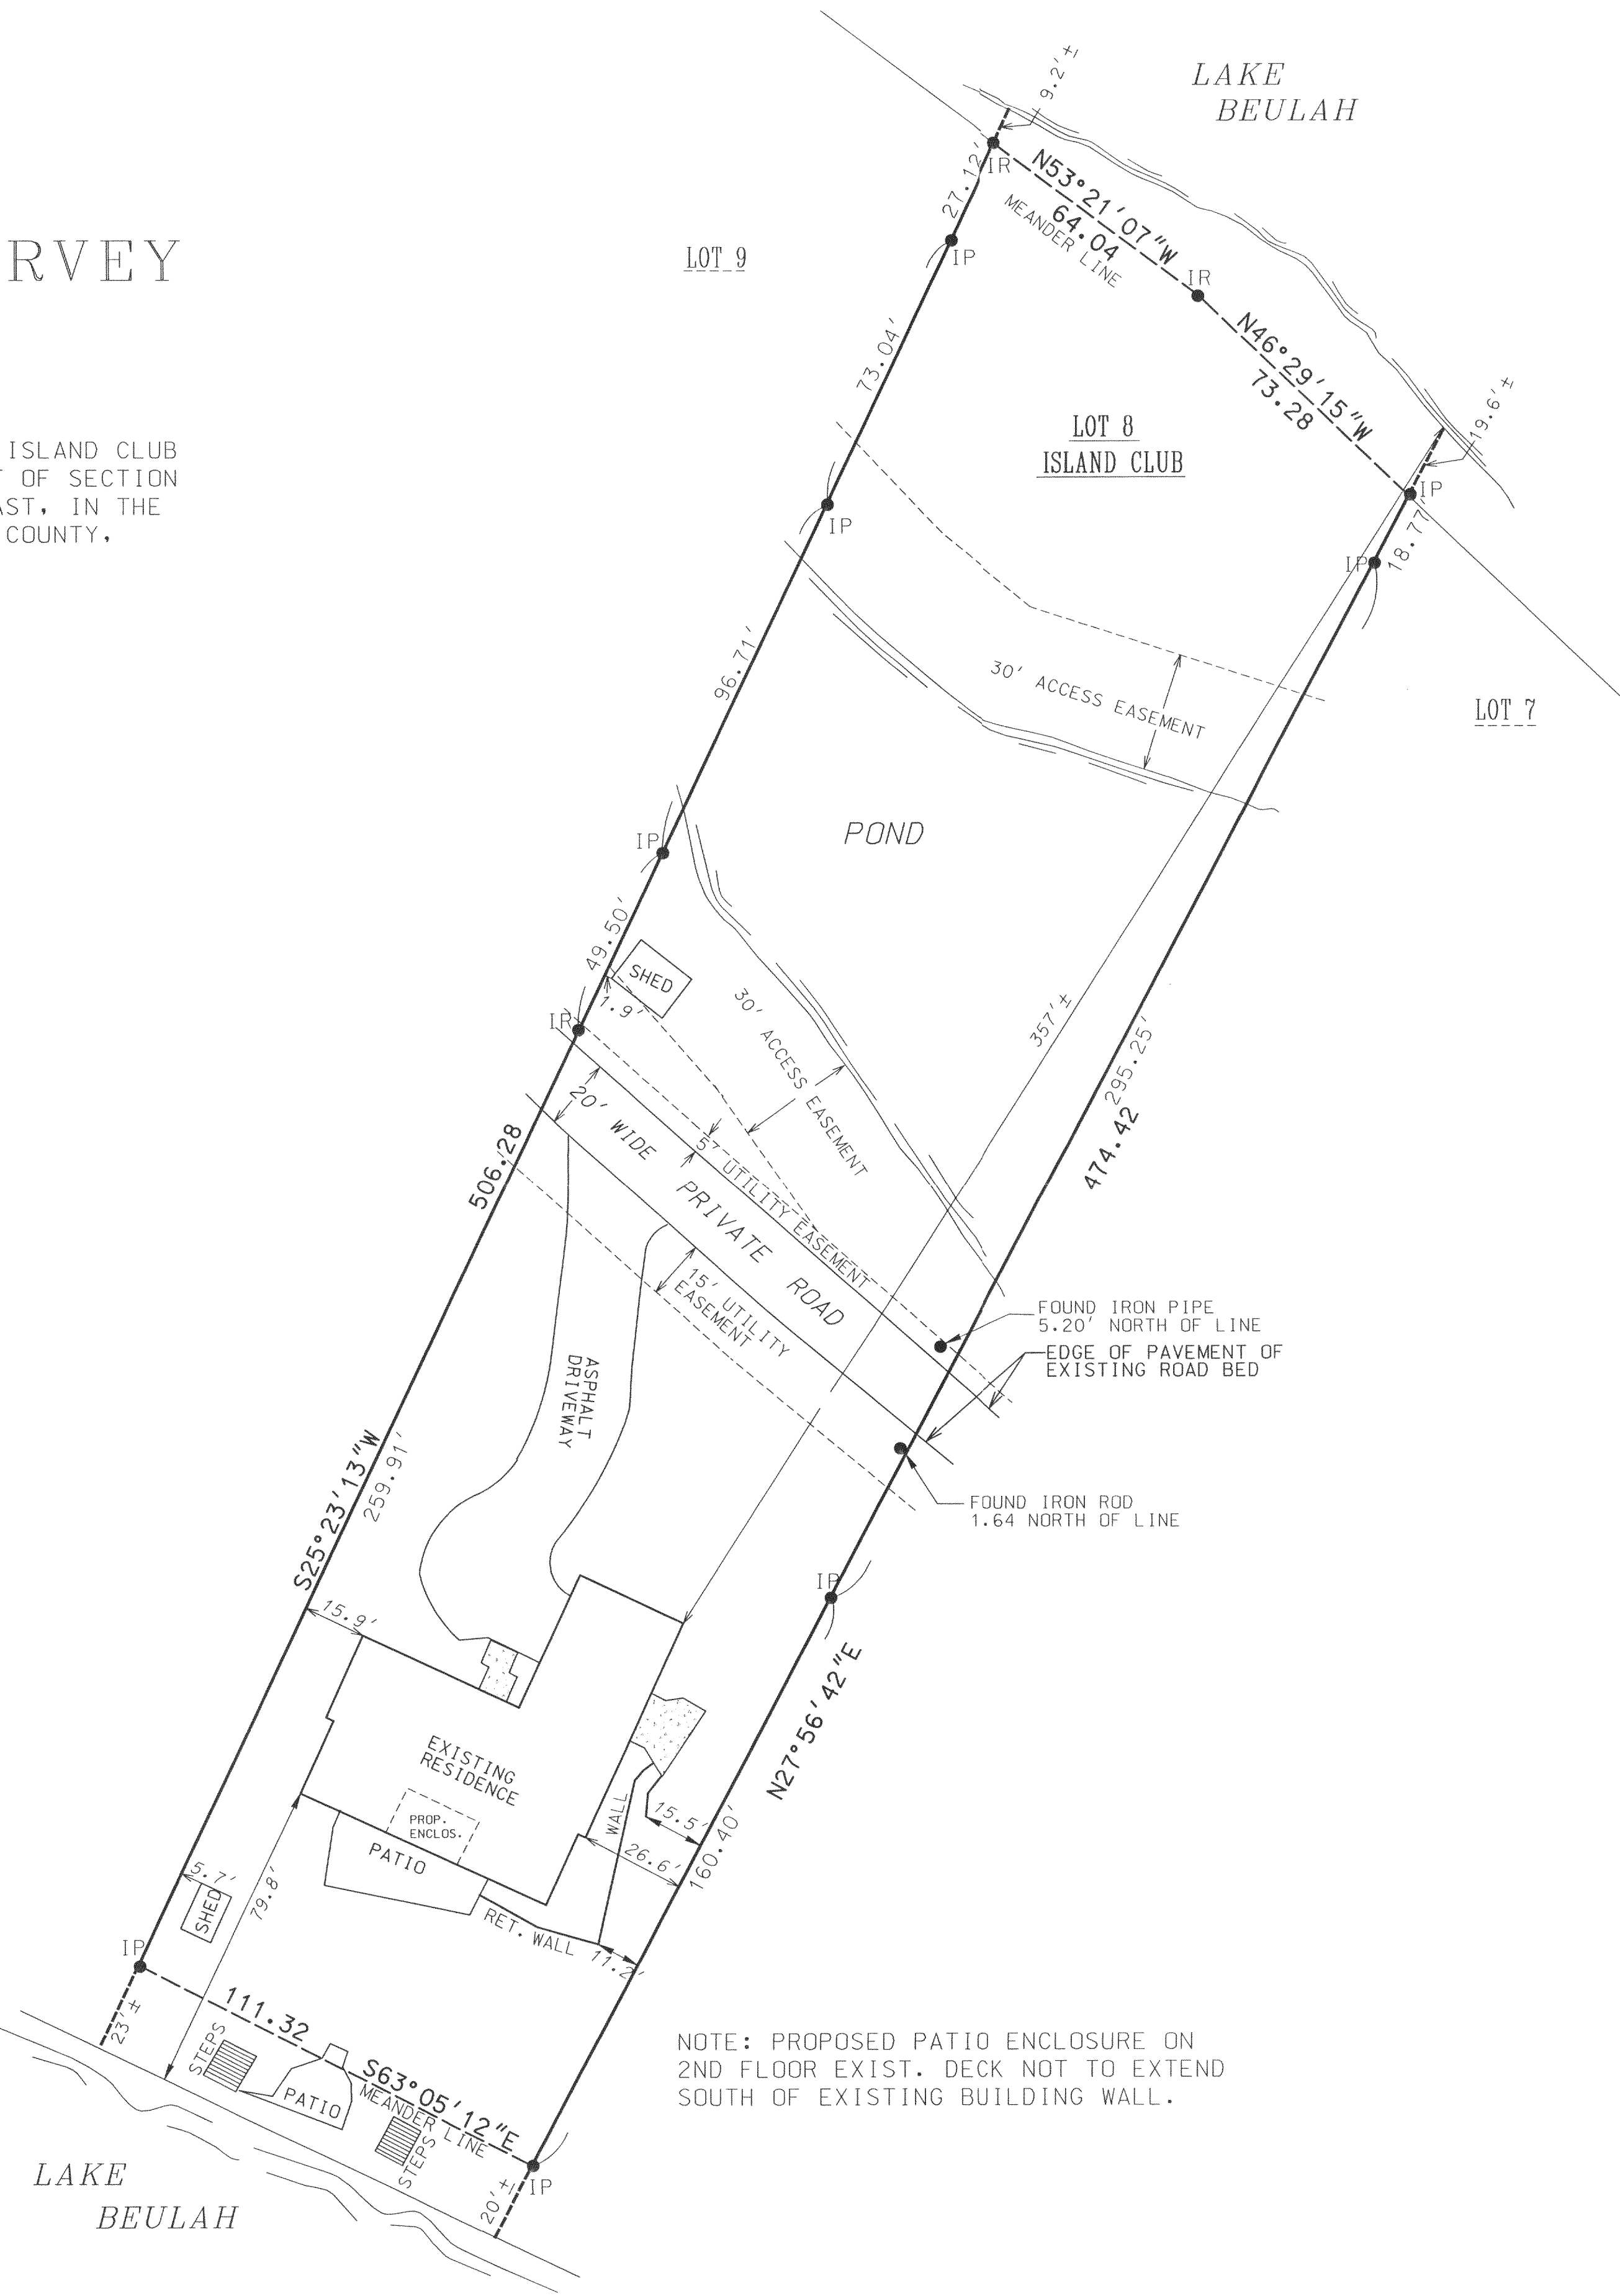 LAKE
BEULAH
9.2'±
27.12'
IR
N53°21'07"W
64.04
MEANDER LINE
RVEY
LOT 9
IP
IR
73.04'
N46°29'15"W
73.28
19.6'±
LOT 8
ISLAND CLUB
ISLAND CLUB
T OF SECTION
AST, IN THE
COUNTY,
IP
IP
18.77'
IP
96.71'
30' ACCESS EASEMENT
LOT 7
POND
IP
49.50'
SHED
1.9'
IR
30' ACCESS EASEMENT
357'±
295.25'
474.42
20' WIDE PRIVATE ROAD
5' UTILITY EASEMENT
506.28
15' UTILITY
EASEMENT
FOUND IRON PIPE
5.20' NORTH OF LINE
EDGE OF PAVEMENT OF
EXISTING ROAD BED
ASPHALT
DRIVEWAY
S25°23'13"W
259.91'
FOUND IRON ROD
1.64 NORTH OF LINE
IP
15.9'
N27°56'42"E
EXISTING
RESIDENCE
PROP.
ENCLOS.
WALL
15.5'
160.40'
26.6'
PATIO
5.7'
SHED
79.8'
RET. WALL
11.2'
IP
23'±
111.32
S63°05'12"E
MEANDER LINE
STEPS
PATIO
STEPS
20'±
IP
NOTE: PROPOSED PATIO ENCLOSURE ON
2ND FLOOR EXIST. DECK NOT TO EXTEND
SOUTH OF EXISTING BUILDING WALL.
LAKE
BEULAH